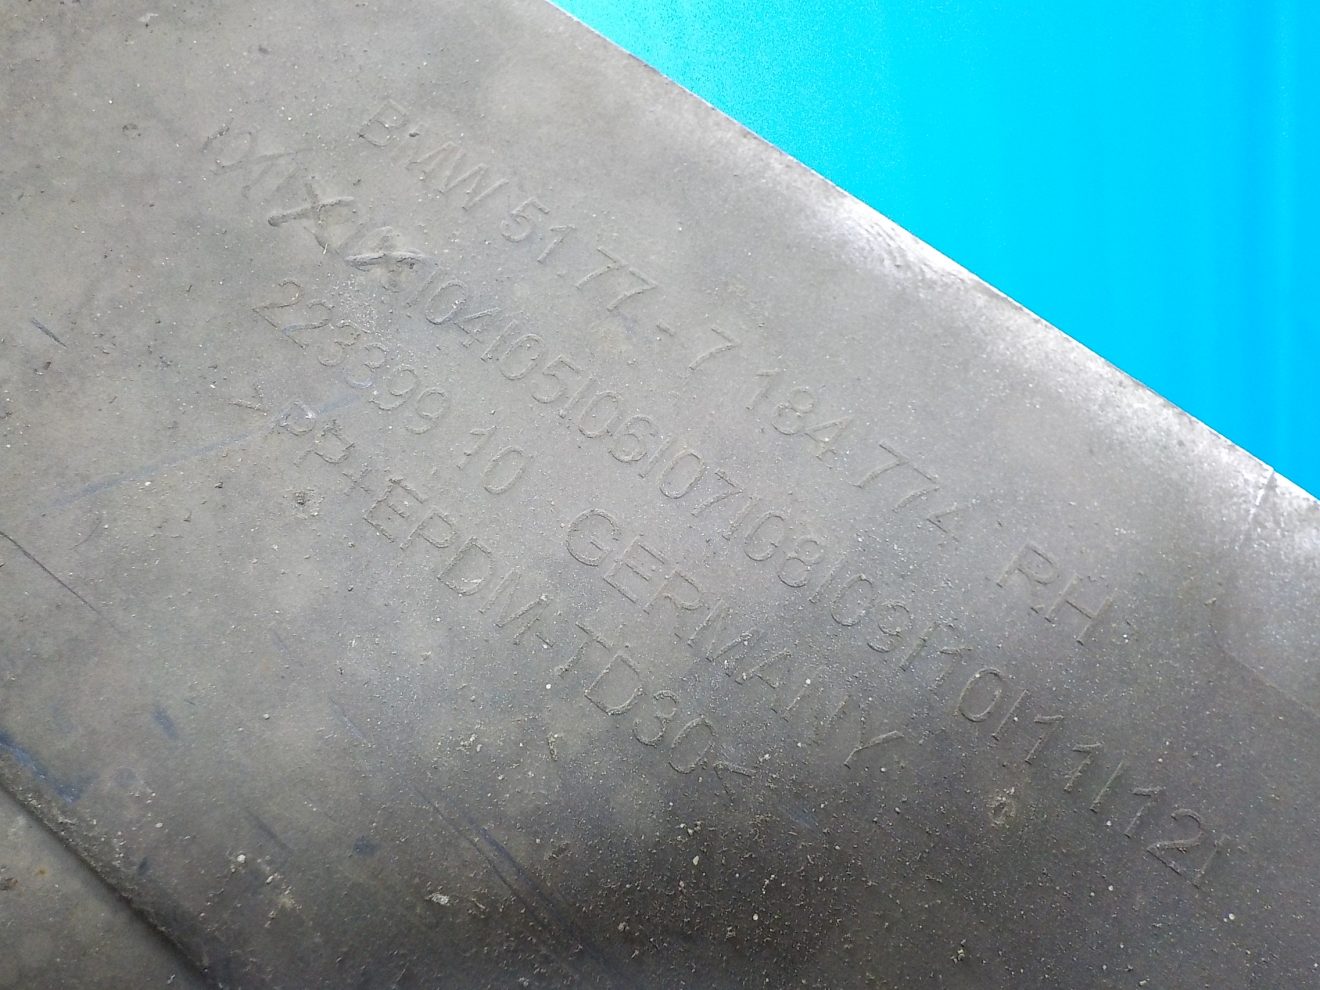 BMW 51.77 - 7 184 774 RH
|04|05|06|07|08|09|10|11|12|
223399 10 GERMANY
>PP+EPDM-TD30<